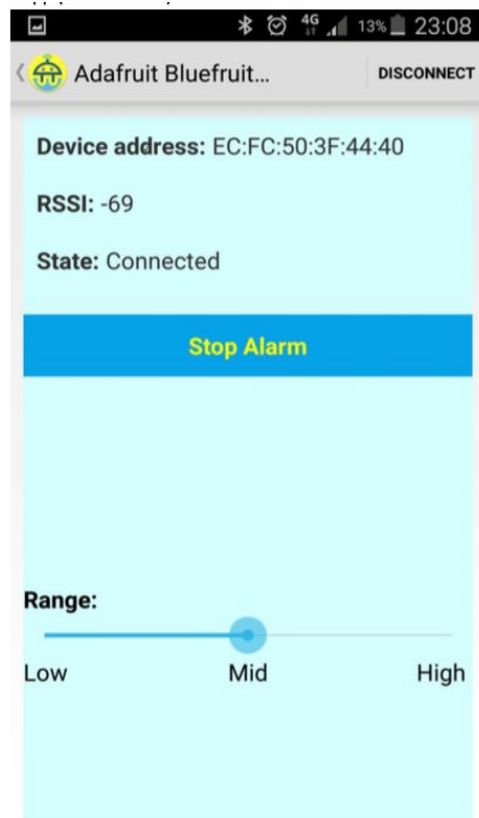 4G 13% 23:08
Adafruit Bluefruit... DISCONNECT
Device address: EC:FC:50:3F:44:40
RSSI: -69
State: Connected
Stop Alarm
Range:
Low Mid High